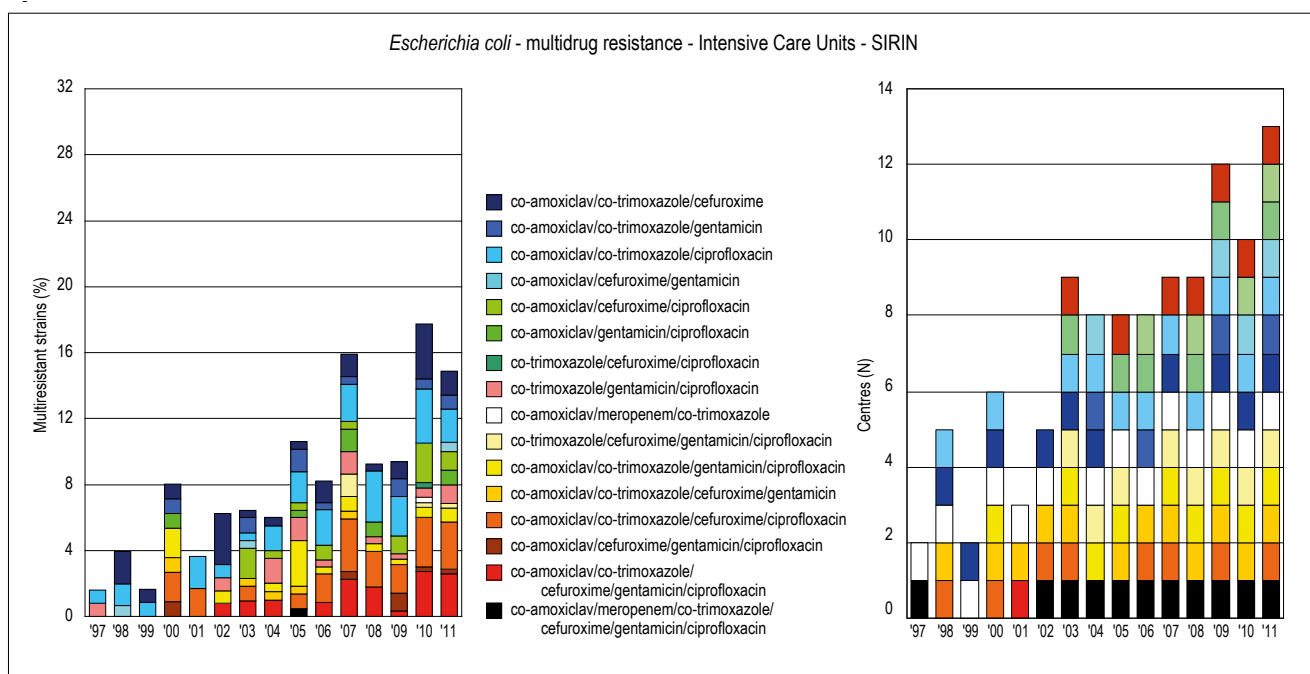 Escherichia coli - multidrug resistance - Intensive Care Units - SIRIN
Multiresistant strains (%)
32
28
24
20
16
12
8
4
0
'97 '98 '99 '00 '01 '02 '03 '04 '05 '06 '07 '08 '09 '10 '11
co-amoxiclav/co-trimoxazole/cefuroxime
co-amoxiclav/co-trimoxazole/gentamicin
co-amoxiclav/co-trimoxazole/ciprofloxacin
co-amoxiclav/cefuroxime/gentamicin
co-amoxiclav/cefuroxime/ciprofloxacin
co-amoxiclav/gentamicin/ciprofloxacin
co-trimoxazole/cefuroxime/ciprofloxacin
co-trimoxazole/gentamicin/ciprofloxacin
co-amoxiclav/meropenem/co-trimoxazole
co-trimoxazole/cefuroxime/gentamicin/ciprofloxacin
co-amoxiclav/co-trimoxazole/gentamicin/ciprofloxacin
co-amoxiclav/co-trimoxazole/cefuroxime/gentamicin
co-amoxiclav/co-trimoxazole/cefuroxime/ciprofloxacin
co-amoxiclav/cefuroxime/gentamicin/ciprofloxacin
co-amoxiclav/co-trimoxazole/
cefuroxime/gentamicin/ciprofloxacin
co-amoxiclav/meropenem/co-trimoxazole/
cefuroxime/gentamicin/ciprofloxacin
Centres (N)
14
12
10
8
6
4
2
0
'97 '98 '99 '00 '01 '02 '03 '04 '05 '06 '07 '08 '09 '10 '11